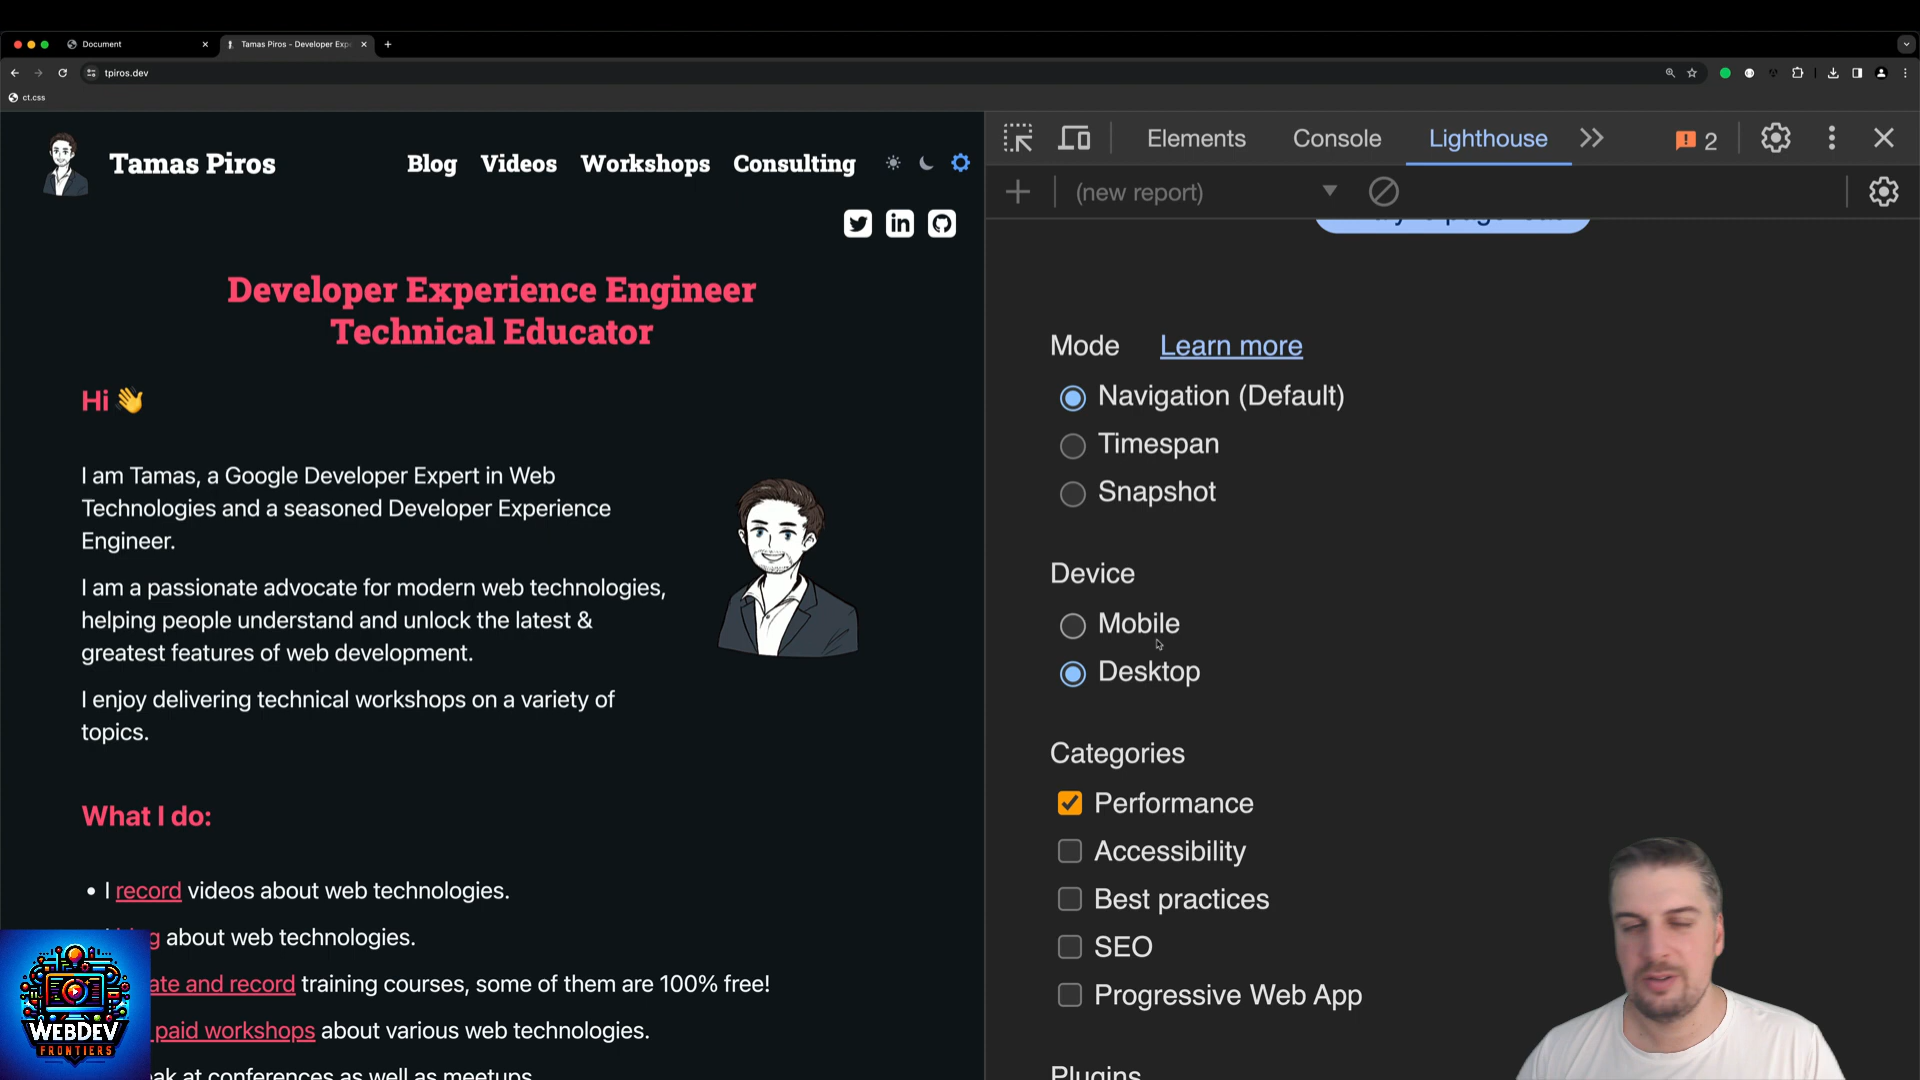 Document
Tamas Piros - Developer Exp
tpiros.dev
ct.css
Tamas Piros
Blog
Videos
Workshops
Consulting
Developer Experience Engineer
Technical Educator
Hi 👋
I am Tamas, a Google Developer Expert in Web
Technologies and a seasoned Developer Experience
Engineer.
I am a passionate advocate for modern web technologies,
helping people understand and unlock the latest &
greatest features of web development.
I enjoy delivering technical workshops on a variety of
topics.
What I do:
• I record videos about web technologies.
about web technologies.
and record training courses, some of them are 100% free!
paid workshops about various web technologies.
at conferences as well as meetups.
WEBDEV
FRONTIERS
Elements
Console
Lighthouse
2
(new report)
Mode
Learn more
Navigation (Default)
Timespan
Snapshot
Device
Mobile
Desktop
Categories
Performance
Accessibility
Best practices
SEO
Progressive Web App
Plugins